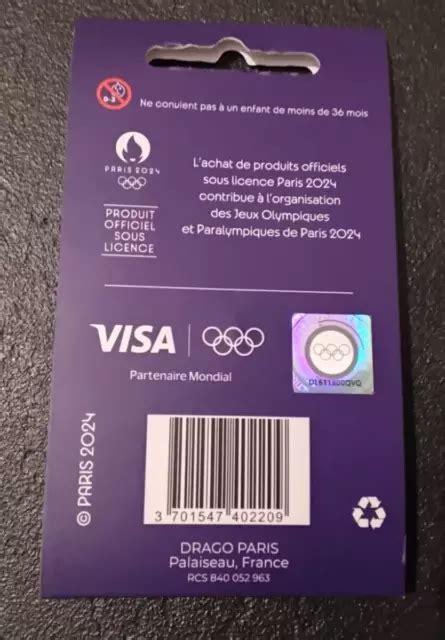 0-3
Ne convient pas à un enfant de moins de 36 mois
PARIS 2024
PRODUIT
OFFICIEL
SOUS
LICENCE
L'achat de produits officiels
sous licence Paris 2024
contribue à l'organisation
des Jeux Olympiques
et Paralympiques de Paris 2024
VISA
Partenaire Mondial
© PARIS 2024
3 701547 402209
DRAGO PARIS
Palaiseau, France
RCS 840 052 963